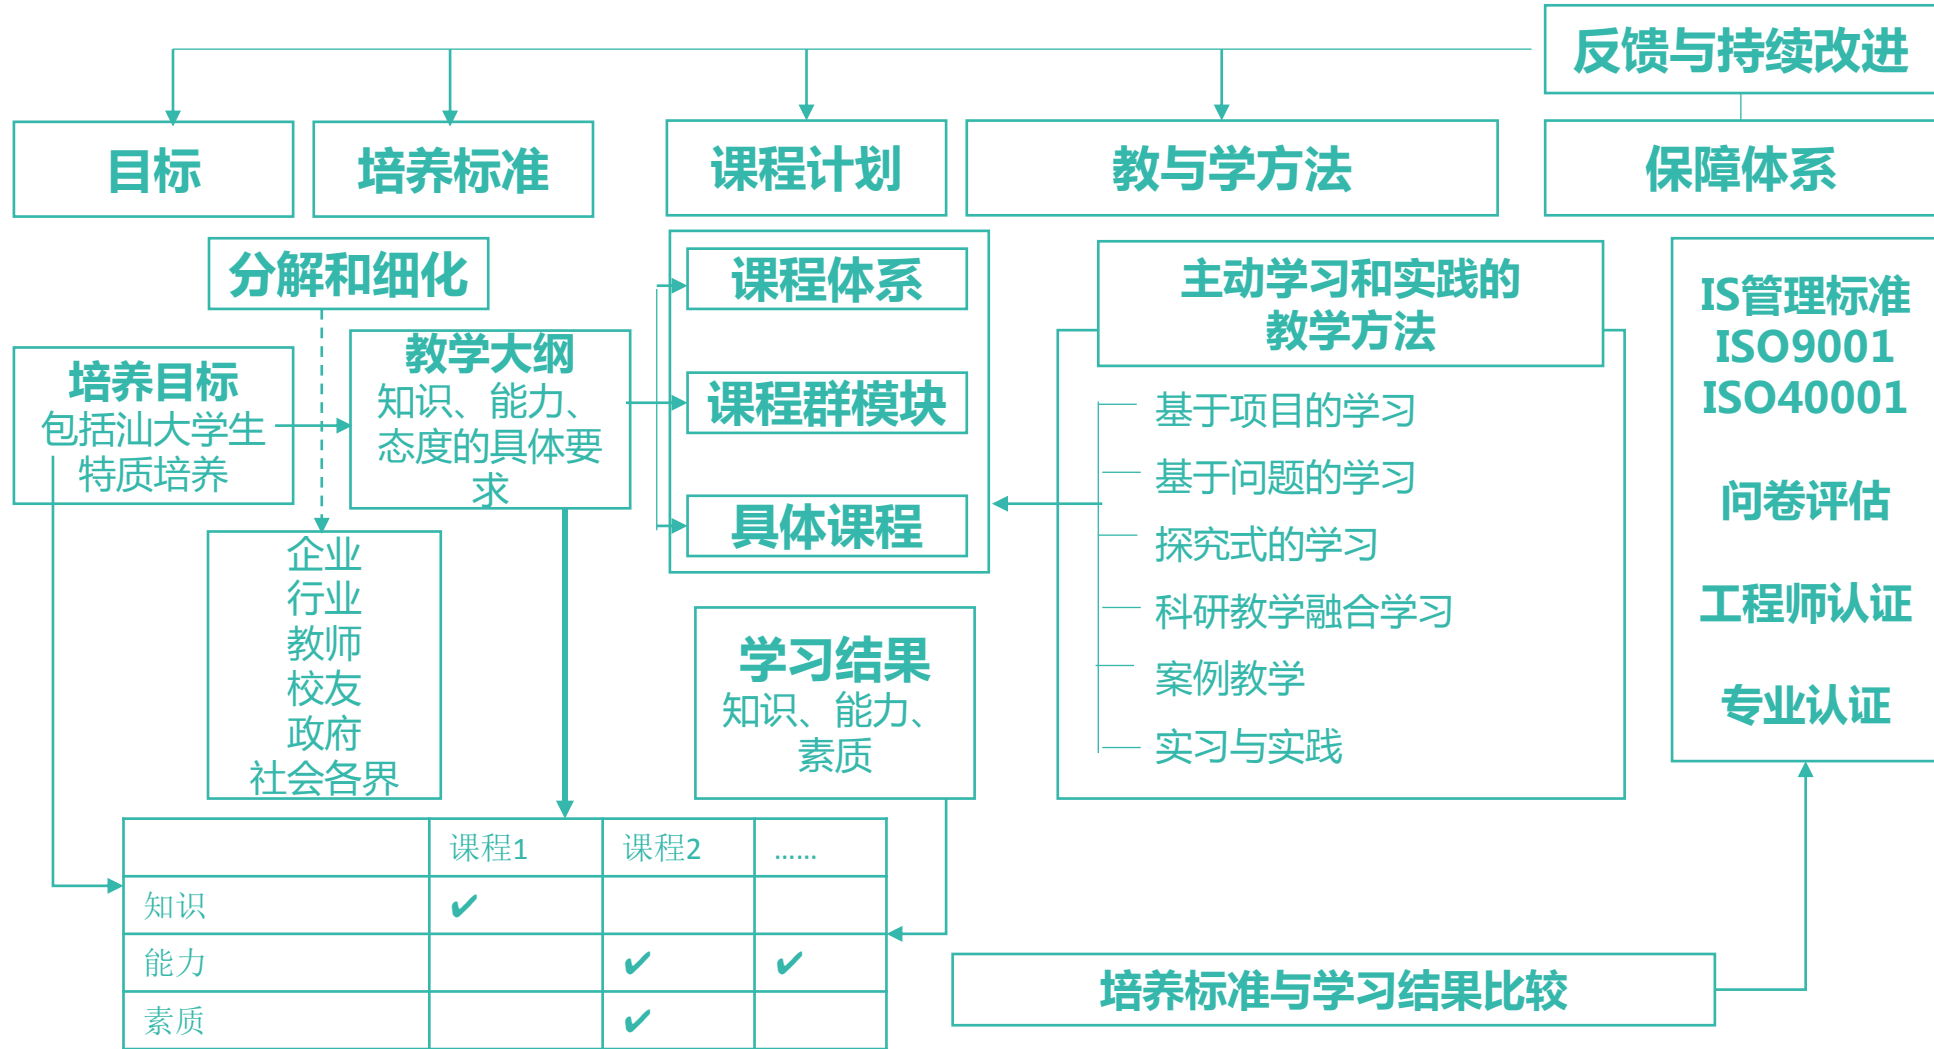 反馈与持续改进
目标
培养标准
课程计划
教与学方法
保障体系
分解和细化
培养目标
包括汕大学生
特质培养
教学大纲
知识、能力、
态度的具体要
求
企业
行业
教师
校友
政府
社会各界
课程体系
课程群模块
具体课程
学习结果
知识、能力、
素质
主动学习和实践的
教学方法
基于项目的学习
基于问题的学习
探究式的学习
科研教学融合学习
案例教学
实习与实践
IS管理标准
ISO9001
ISO40001
问卷评估
工程师认证
专业认证
课程1 课程2 ......
知识 ✔
能力 ✔ ✔
素质 ✔
培养标准与学习结果比较